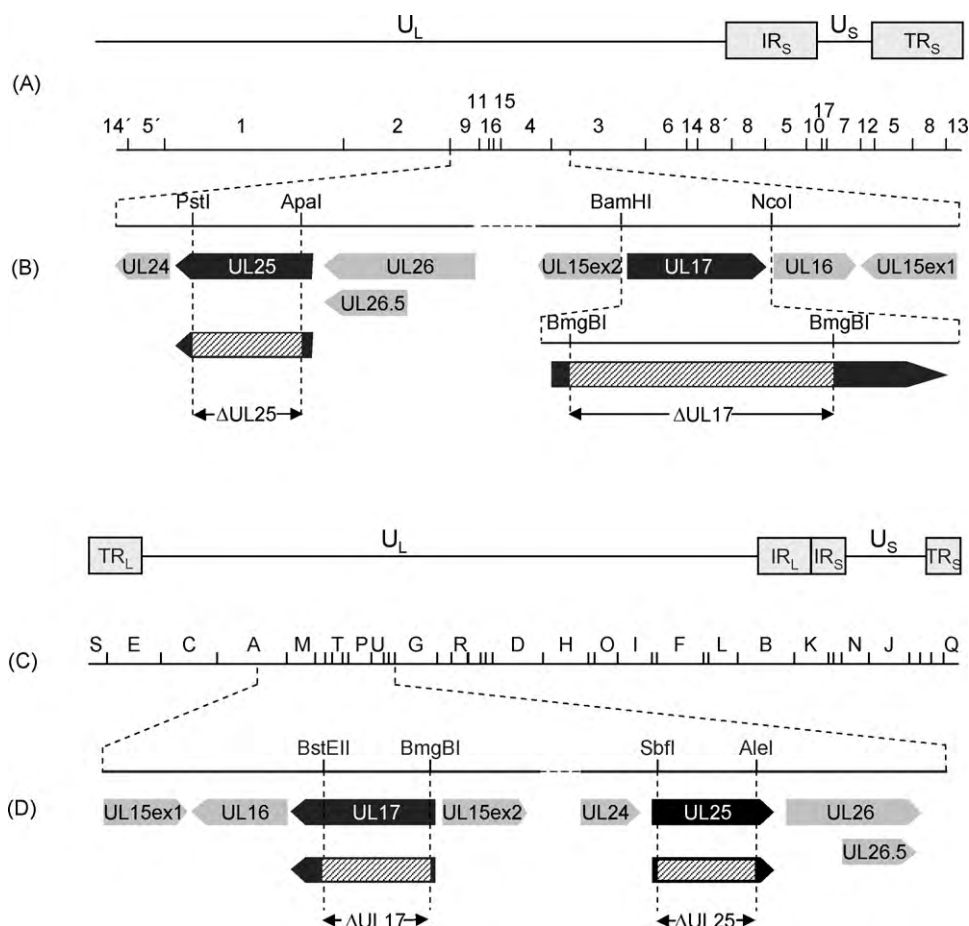 U_L IR_S U_S TR_S
(A)
11 15 17
14´ 5´ 1 2 9 16 4 3 6 14 8´ 8 5 10 7 12 5 8 13
PstI ApaI BamHI NcoI
(B)
UL24 UL25 UL26 UL15ex2 UL17 UL16 UL15ex1
UL26.5
BmgBI BmgBI
ΔUL25 ΔUL17
TR_L U_L IR_L IR_S U_S TR_S
(C)
S E C A M T P U G R D H O I F L B K N J Q
BstEII BmgBI SbfI AleI
(D)
UL15ex1 UL16 UL17 UL15ex2 UL24 UL25 UL26
UL26.5
ΔUL17 ΔUL25